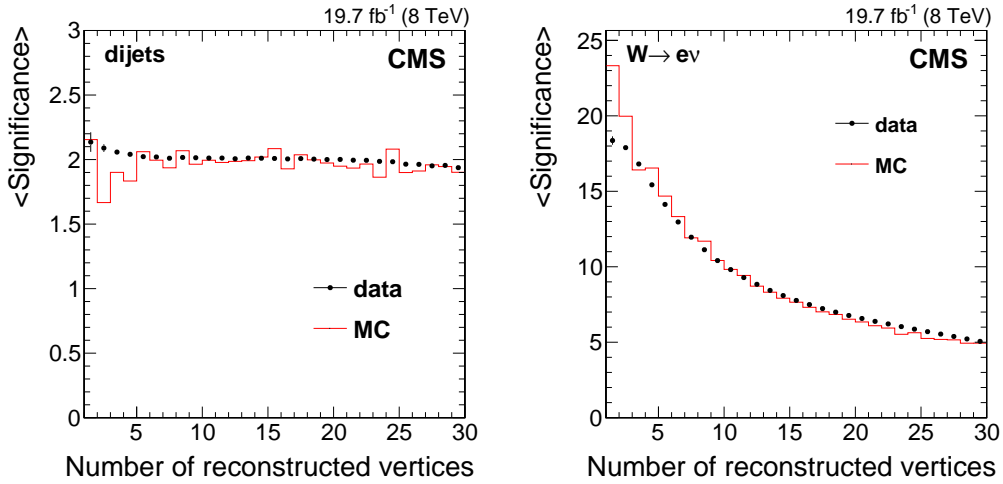 19.7 fb-1 (8 TeV)
dijets
CMS
3
2.5
2
1.5
1
0.5
0
<Significance>
data
MC
5
10
15
20
25
30
Number of reconstructed vertices
19.7 fb-1 (8 TeV)
W→ eν
CMS
25
20
15
10
5
0
<Significance>
data
MC
5
10
15
20
25
30
Number of reconstructed vertices